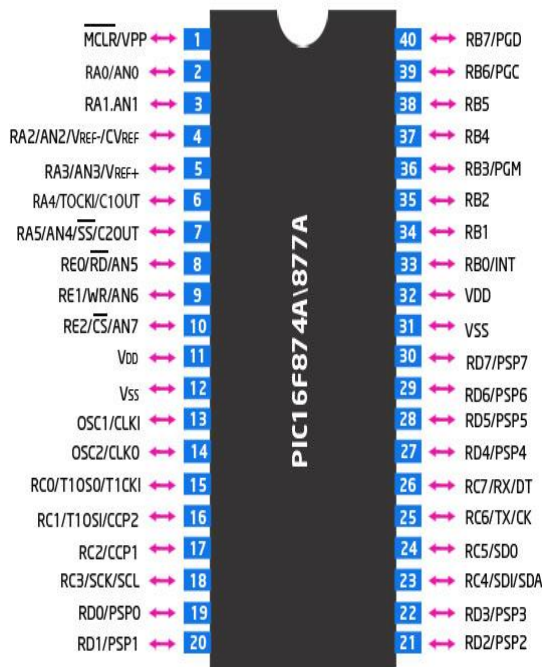 MCLR/VPP 1
RA0/AN0 2
RA1.AN1 3
RA2/AN2/VREF-/CVREF 4
RA3/AN3/VREF+ 5
RA4/TOCKI/C1OUT 6
RA5/AN4/SS/C2OUT 7
RE0/RD/AN5 8
RE1/WR/AN6 9
RE2/CS/AN7 10
VDD 11
VSS 12
OSC1/CLKI 13
OSC2/CLKO 14
RC0/T1OSO/T1CKI 15
RC1/T1OSI/CCP2 16
RC2/CCP1 17
RC3/SCK/SCL 18
RD0/PSP0 19
RD1/PSP1 20
PIC16F874A\877A
40 RB7/PGD
39 RB6/PGC
38 RB5
37 RB4
36 RB3/PGM
35 RB2
34 RB1
33 RB0/INT
32 VDD
31 VSS
30 RD7/PSP7
29 RD6/PSP6
28 RD5/PSP5
27 RD4/PSP4
26 RC7/RX/DT
25 RC6/TX/CK
24 RC5/SDO
23 RC4/SDI/SDA
22 RD3/PSP3
21 RD2/PSP2